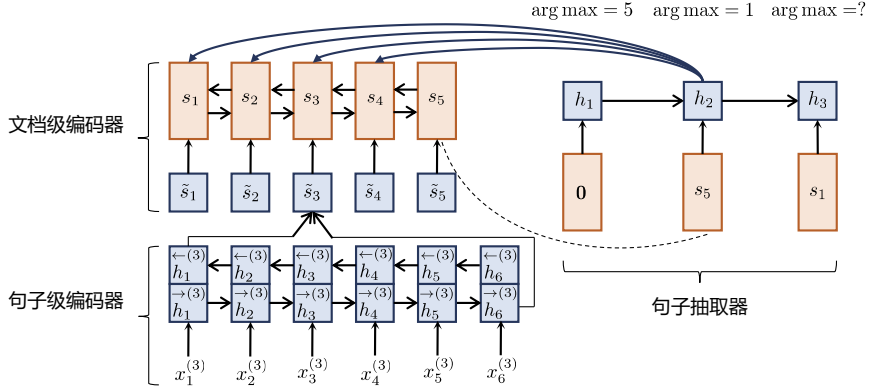 arg max = 5 arg max = 1 arg max =?
s₁ s₂ s₃ s₄ s₅ h₁ h₂ h₃
文档级编码器
s̃₁ s̃₂ s̃₃ s̃₄ s̃₅ 0 s₅ s₁
←h₁⁽³⁾ ←h₂⁽³⁾ ←h₃⁽³⁾ ←h₄⁽³⁾ ←h₅⁽³⁾ ←h₆⁽³⁾
句子级编码器
→h₁⁽³⁾ →h₂⁽³⁾ →h₃⁽³⁾ →h₄⁽³⁾ →h₅⁽³⁾ →h₆⁽³⁾
句子抽取器
x₁⁽³⁾ x₂⁽³⁾ x₃⁽³⁾ x₄⁽³⁾ x₅⁽³⁾ x₆⁽³⁾